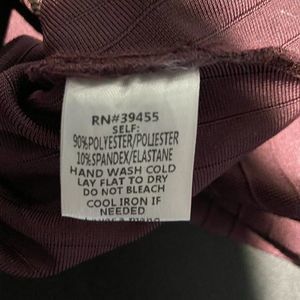 RN#39455
SELF:
90%POLYESTER/POLIESTER
10%SPANDEX/ELASTANE
HAND WASH COLD
LAY FLAT TO DRY
DO NOT BLEACH
COOL IRON IF
NEEDED